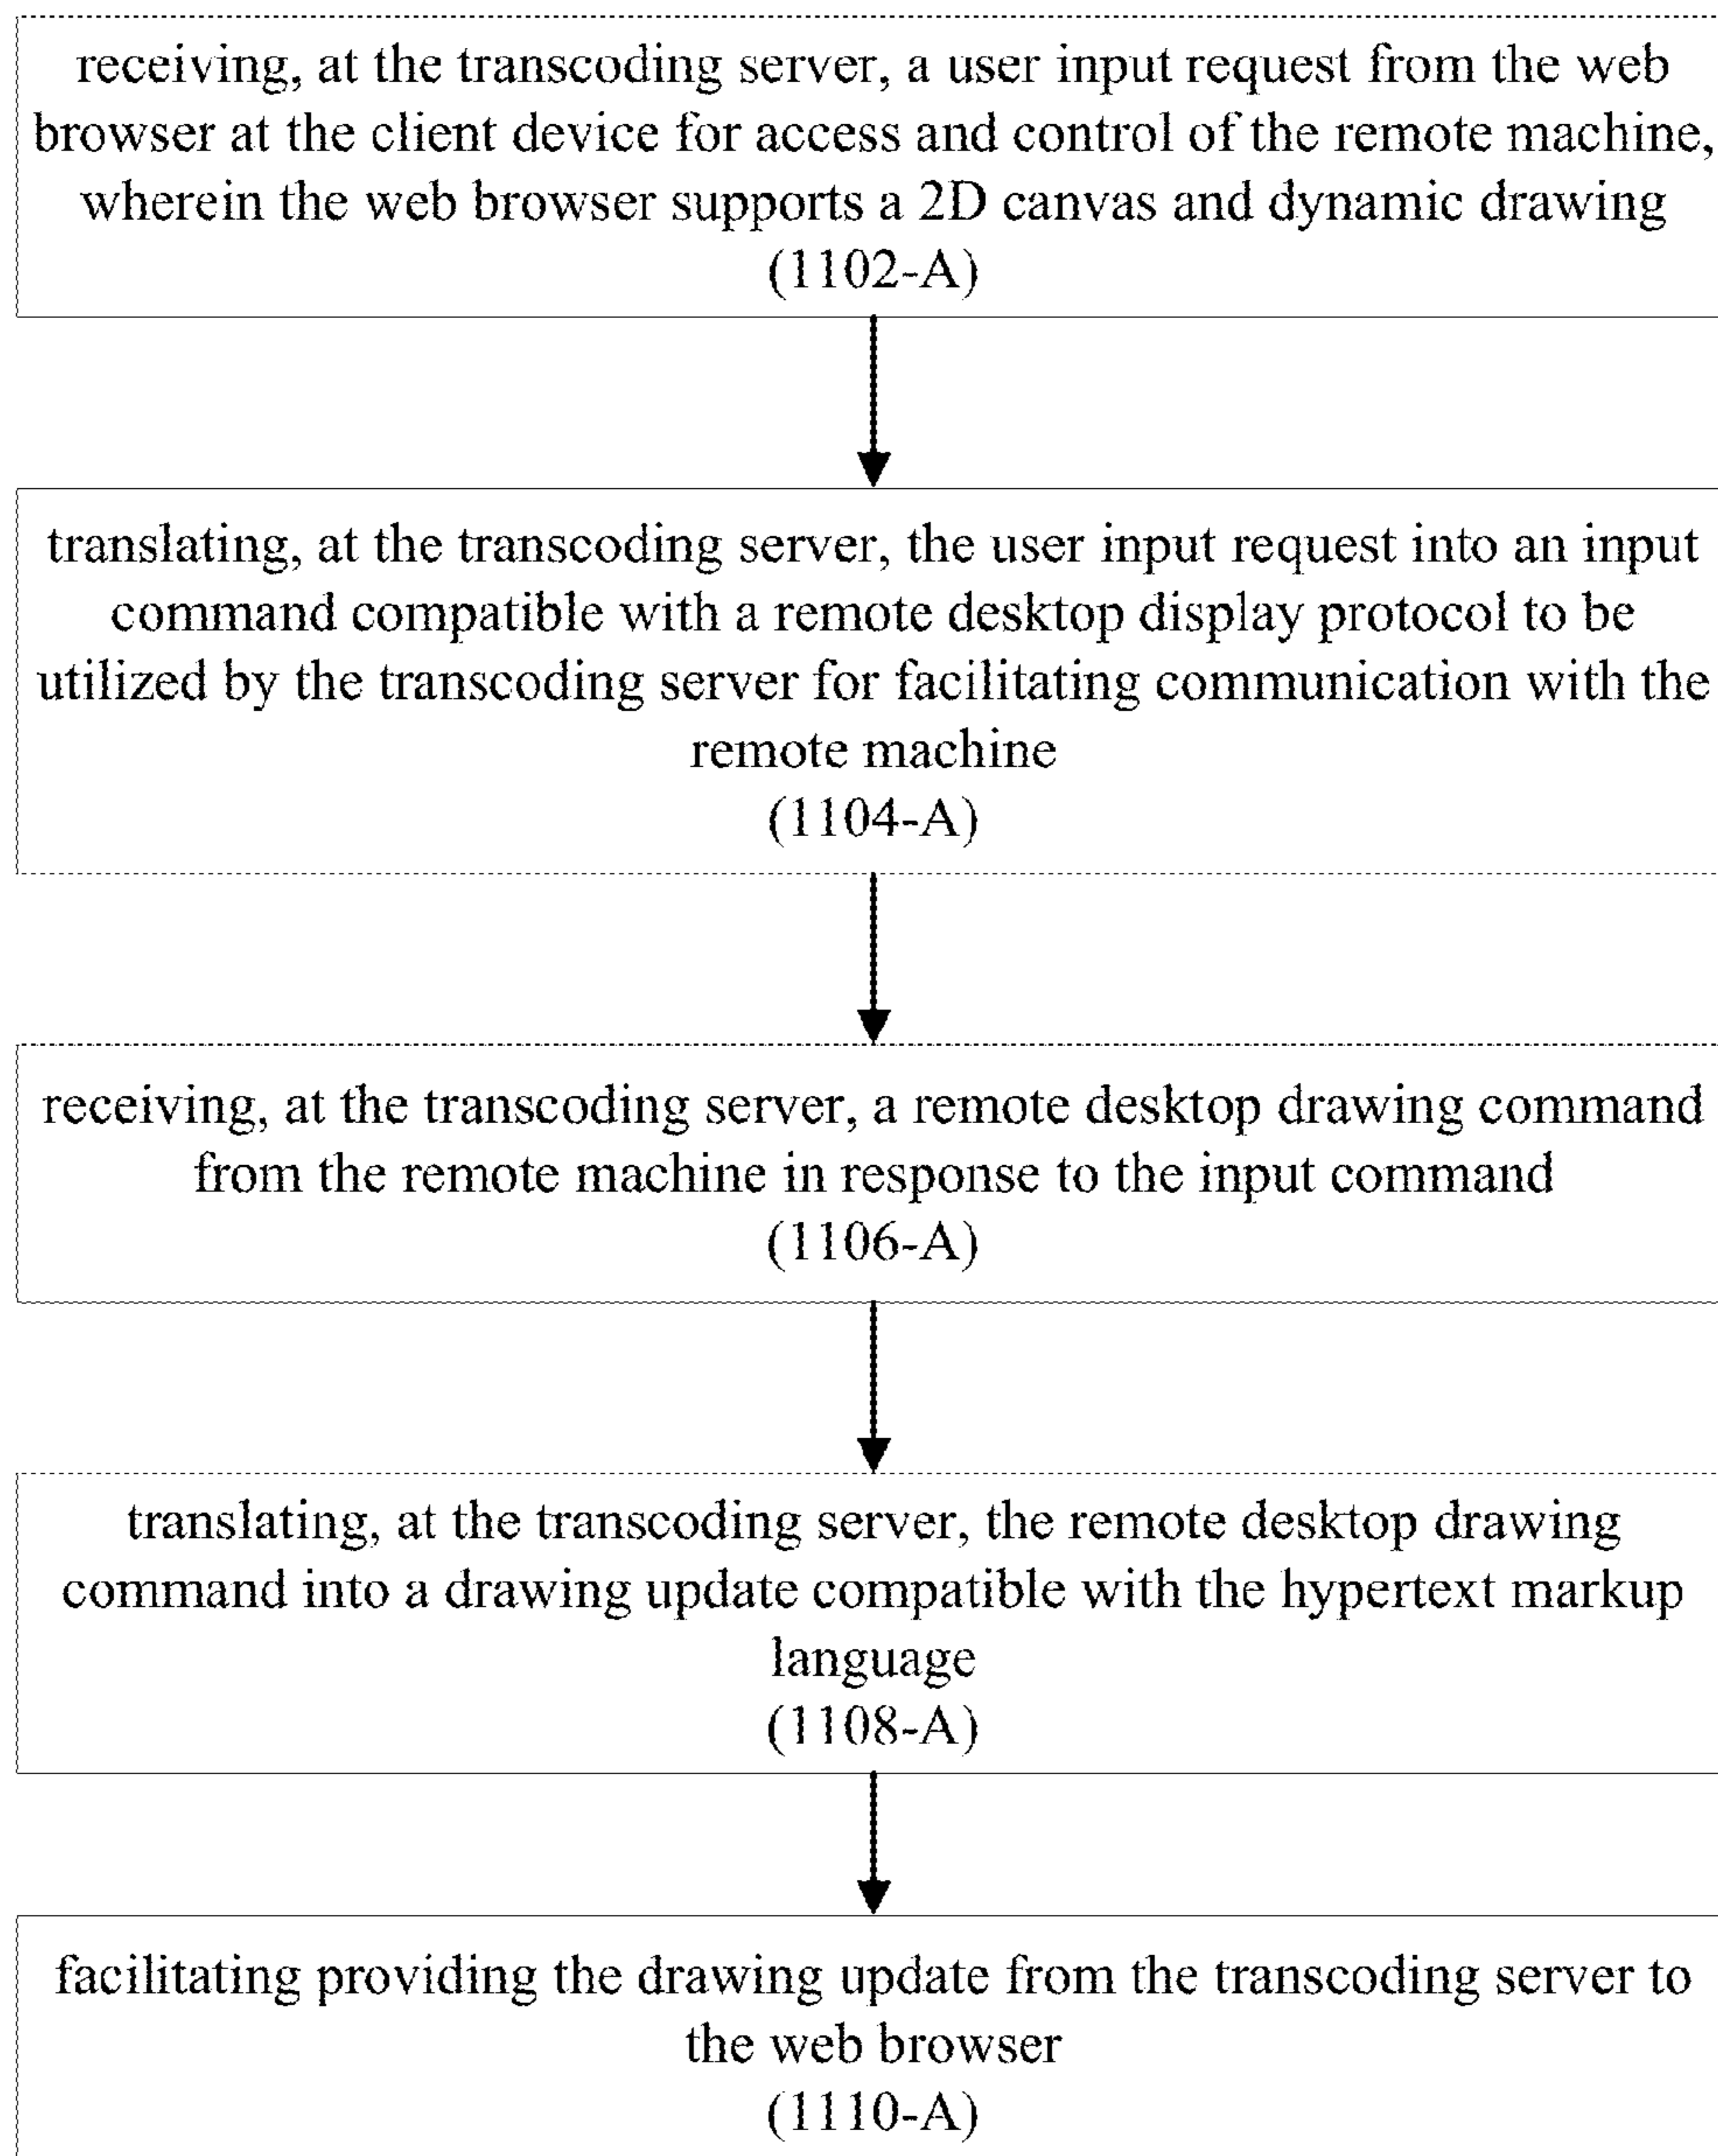 receiving, at the transcoding server, a user input request from the web
browser at the client device for access and control of the remote machine,
wherein the web browser supports a 2D canvas and dynamic drawing
(1102-A)
translating, at the transcoding server, the user input request into an input
command compatible with a remote desktop display protocol to be
utilized by the transcoding server for facilitating communication with the
remote machine
(1104-A)
receiving, at the transcoding server, a remote desktop drawing command
from the remote machine in response to the input command
(1106-A)
translating, at the transcoding server, the remote desktop drawing
command into a drawing update compatible with the hypertext markup
language
(1108-A)
facilitating providing the drawing update from the transcoding server to
the web browser
(1110-A)